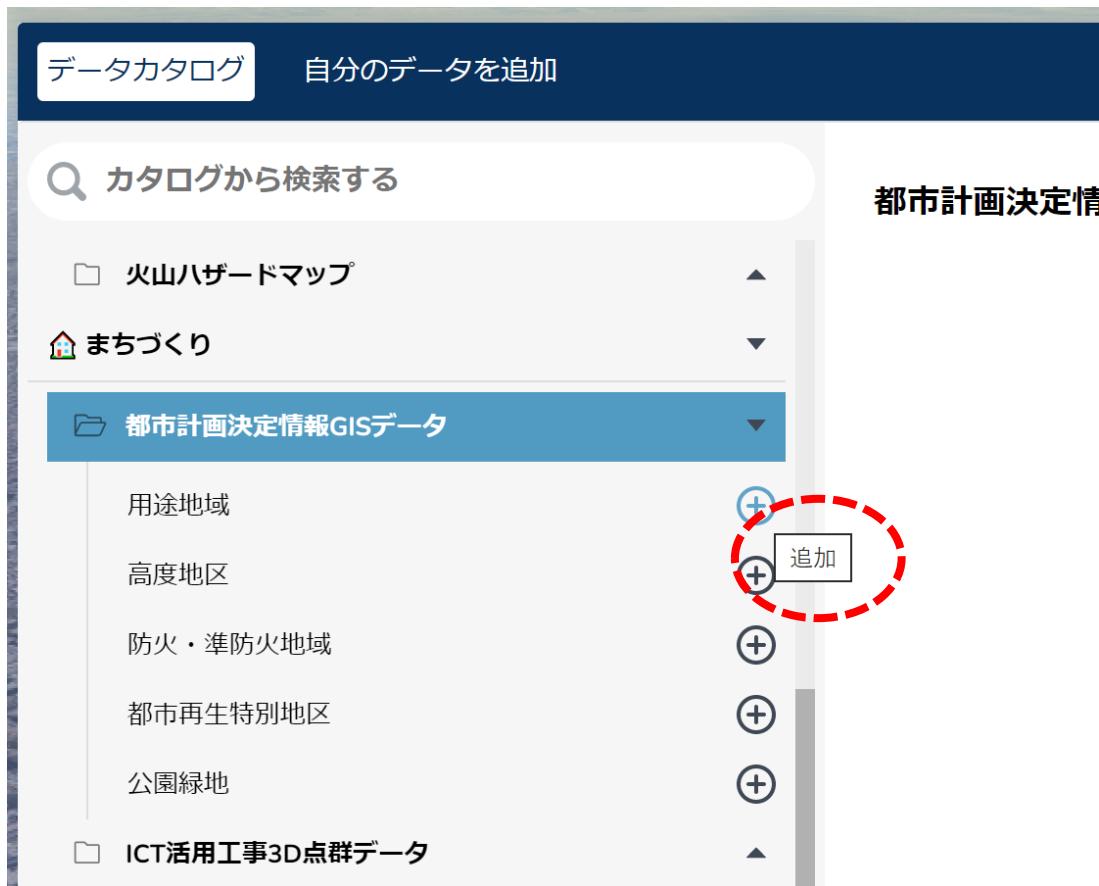 データカタログ 自分のデータを追加
カタログから検索する
都市計画決定情
火山ハザードマップ
まちづくり
都市計画決定情報GISデータ
用途地域
追加
高度地区
防火・準防火地域
都市再生特別地区
公園緑地
ICT活用工事3D点群データ